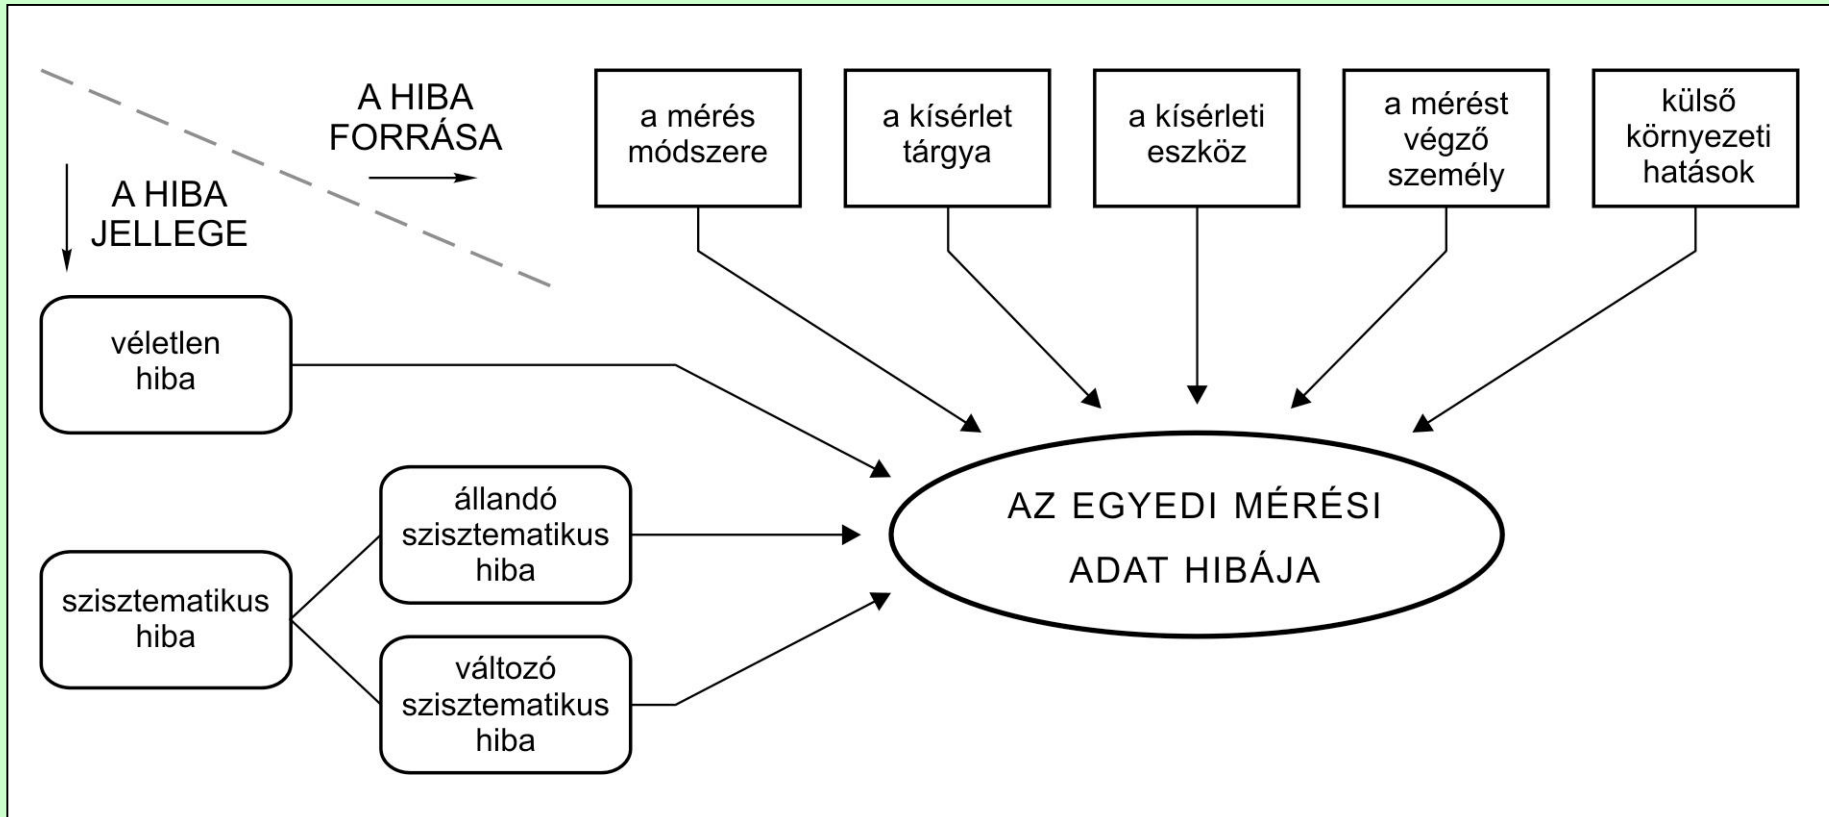 A HIBA
FORRÁSA
A HIBA
JELLEGE
a mérés
módszere
a kísérlet
tárgya
a kísérleti
eszköz
a mérést
végző
személy
külső
környezeti
hatások
véletlen
hiba
szisztematikus
hiba
állandó
szisztematikus
hiba
változó
szisztematikus
hiba
AZ EGYEDI MÉRÉSI
ADAT HIBÁJA